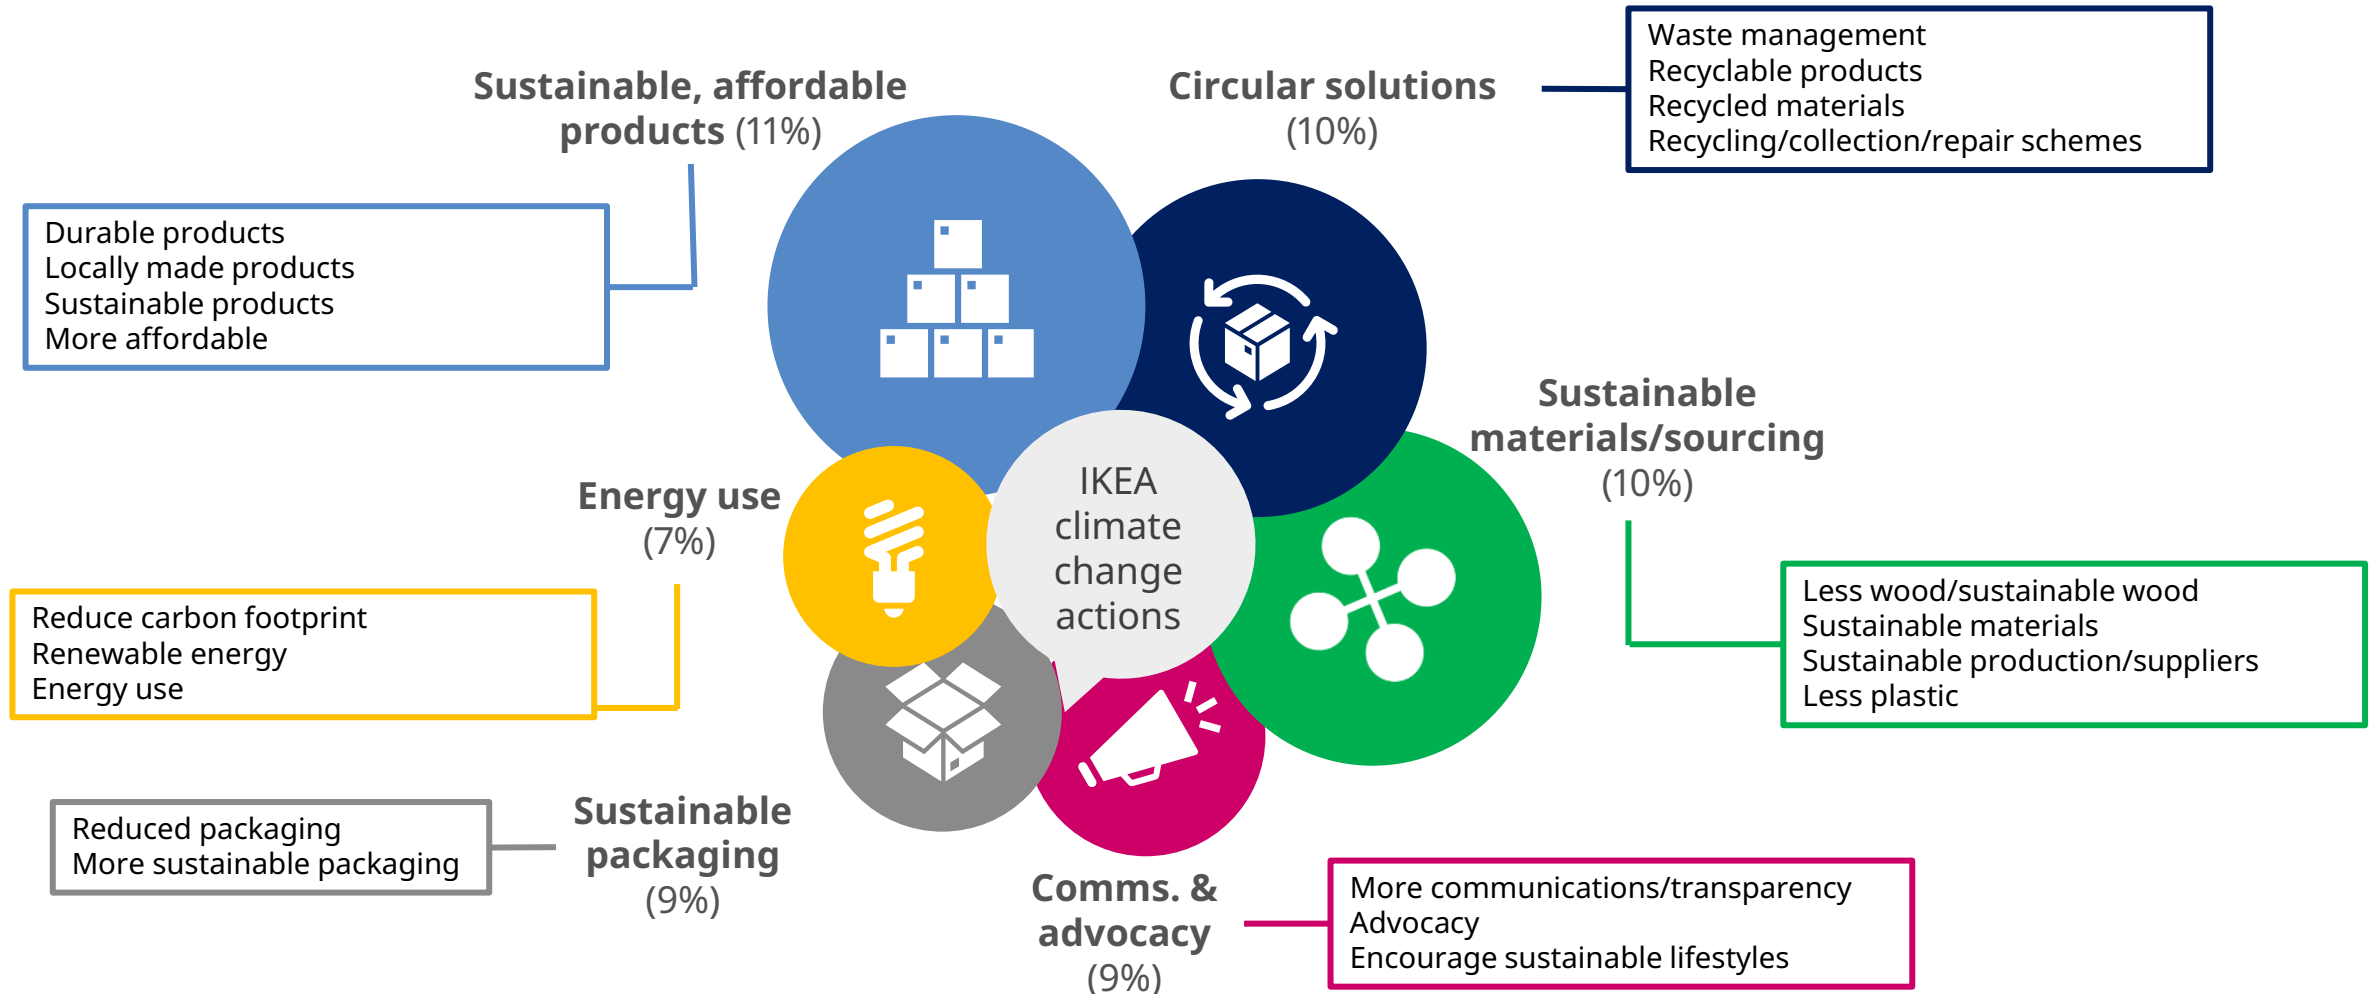 Sustainable, affordable
products (11%)
Durable products
Locally made products
Sustainable products
More affordable
Circular solutions
(10%)
Waste management
Recyclable products
Recycled materials
Recycling/collection/repair schemes
Sustainable
materials/sourcing
(10%)
Less wood/sustainable wood
Sustainable materials
Sustainable production/suppliers
Less plastic
IKEA
climate
change
actions
Energy use
(7%)
Reduce carbon footprint
Renewable energy
Energy use
Sustainable
packaging
(9%)
Reduced packaging
More sustainable packaging
Comms. &
advocacy
(9%)
More communications/transparency
Advocacy
Encourage sustainable lifestyles